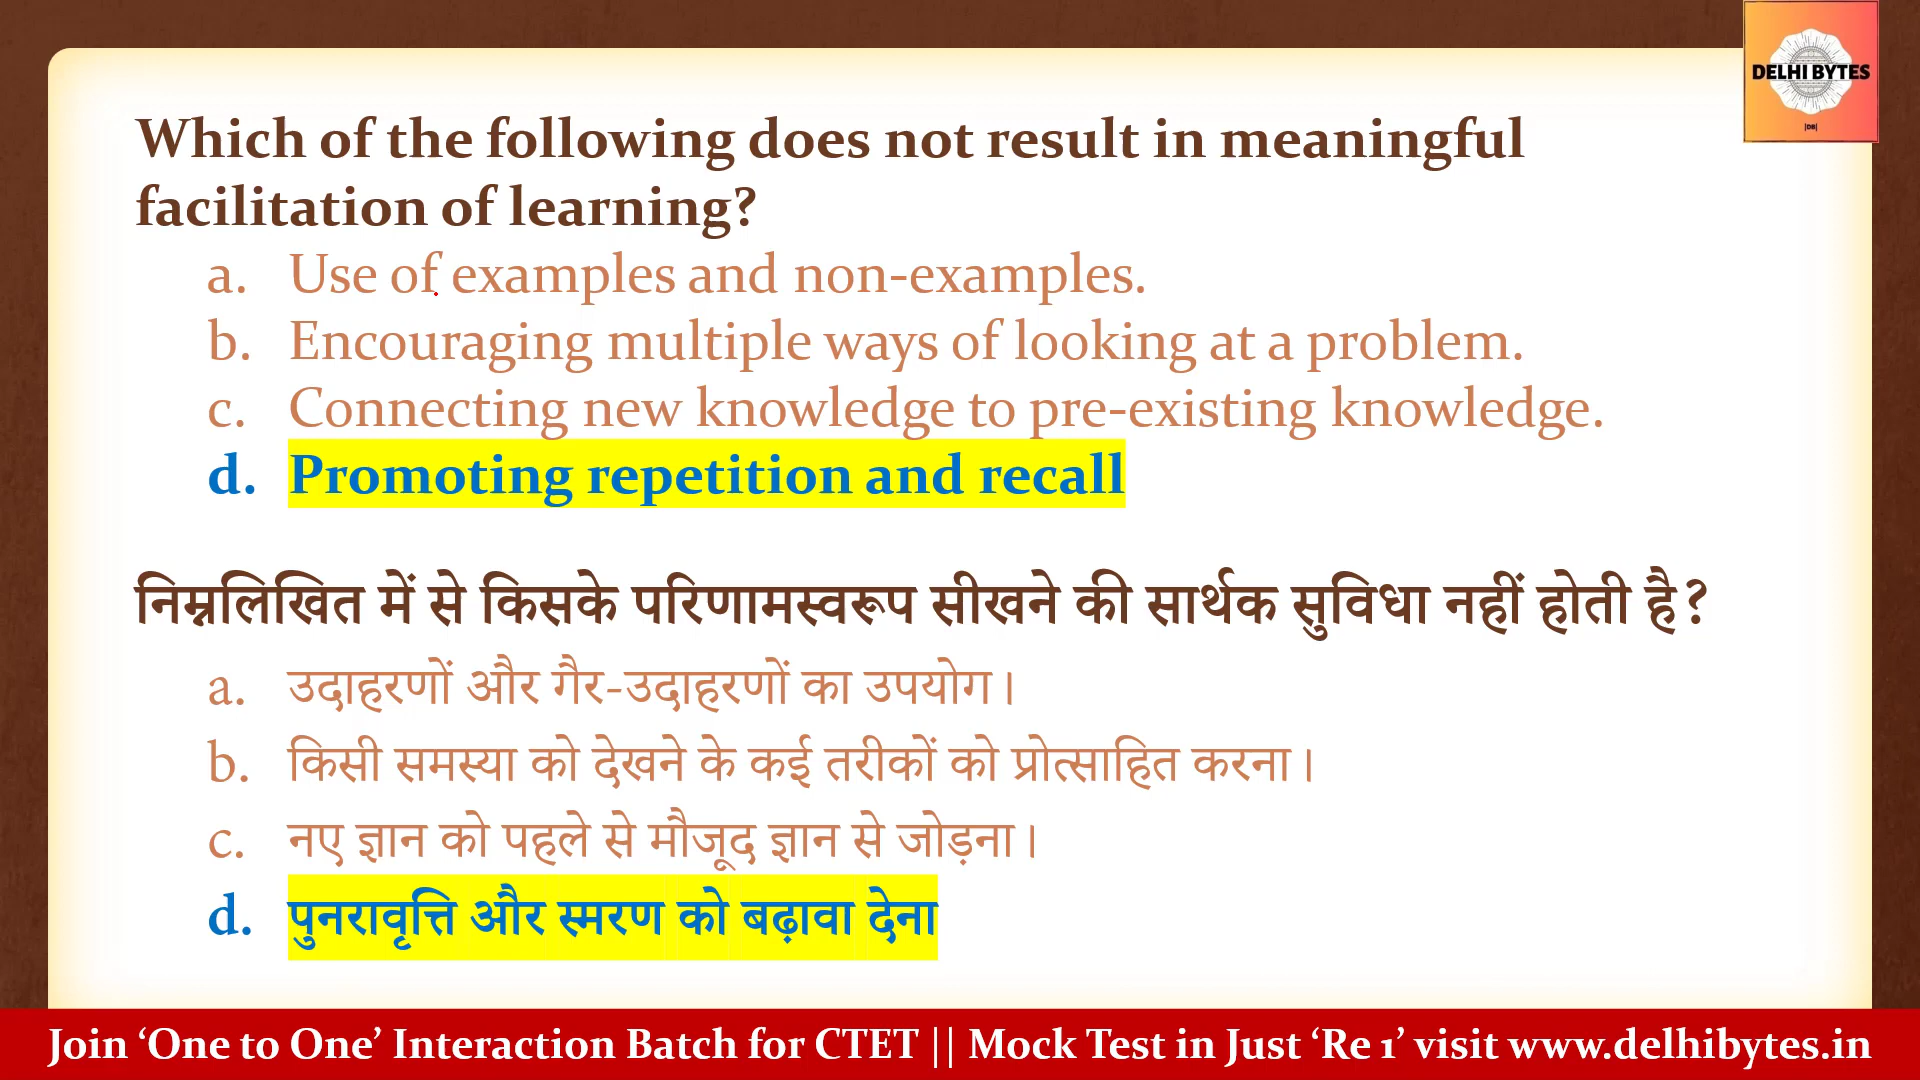 DELHI BYTES
|DB|
Which of the following does not result in meaningful
facilitation of learning?
a. Use of examples and non-examples.
b. Encouraging multiple ways of looking at a problem.
c. Connecting new knowledge to pre-existing knowledge.
d. Promoting repetition and recall
निम्नलिखित में से किसके परिणामस्वरूप सीखने की सार्थक सुविधा नहीं होती है?
a. उदाहरणों और गैर-उदाहरणों का उपयोग।
b. किसी समस्या को देखने के कई तरीकों को प्रोत्साहित करना।
c. नए ज्ञान को पहले से मौजूद ज्ञान से जोड़ना।
d. पुनरावृत्ति और स्मरण को बढ़ावा देना
Join ‘One to One’ Interaction Batch for CTET || Mock Test in Just ‘Re 1’ visit www.delhibytes.in